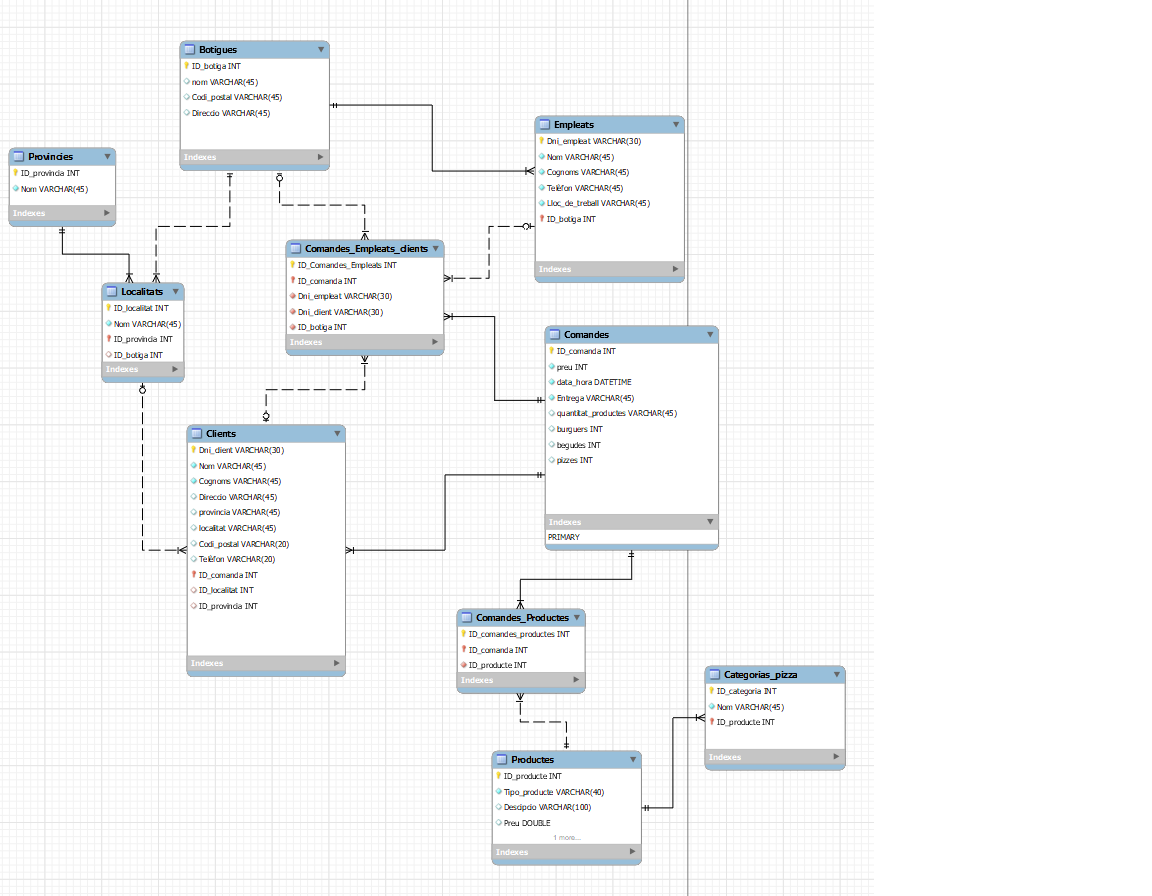 Botigues
ID_botiga INT
nom VARCHAR(45)
Codi_postal VARCHAR(45)
Direccio VARCHAR(45)
Indexes
Empleats
Dni_empleat VARCHAR(30)
Nom VARCHAR(45)
Cognoms VARCHAR(45)
Telèfon VARCHAR(45)
Lloc_de_treball VARCHAR(45)
ID_botiga INT
Indexes
Provincies
ID_provincia INT
Nom VARCHAR(45)
Indexes
Comandes_Empleats_clients
ID_Comandes_Empleats INT
ID_comanda INT
Dni_empleat VARCHAR(30)
Dni_client VARCHAR(30)
ID_botiga INT
Indexes
Localitats
ID_localitat INT
Nom VARCHAR(45)
ID_provincia INT
ID_botiga INT
Indexes
Comandes
ID_comanda INT
preu INT
data_hora DATETIME
Entrega VARCHAR(45)
quantitat_productes VARCHAR(45)
burguers INT
begudes INT
pizzes INT
Indexes
PRIMARY
Clients
Dni_client VARCHAR(30)
Nom VARCHAR(45)
Cognoms VARCHAR(45)
Direccio VARCHAR(45)
provincia VARCHAR(45)
localitat VARCHAR(45)
Codi_postal VARCHAR(20)
Telèfon VARCHAR(20)
ID_comanda INT
ID_localitat INT
ID_provincia INT
Indexes
Comandes_Productes
ID_comandes_productes INT
ID_comanda INT
ID_producte INT
Indexes
Categorias_pizza
ID_categoria INT
Nom VARCHAR(45)
ID_producte INT
Indexes
Productes
ID_producte INT
Tipo_producte VARCHAR(40)
Descipcio VARCHAR(100)
Preu DOUBLE
1 more...
Indexes